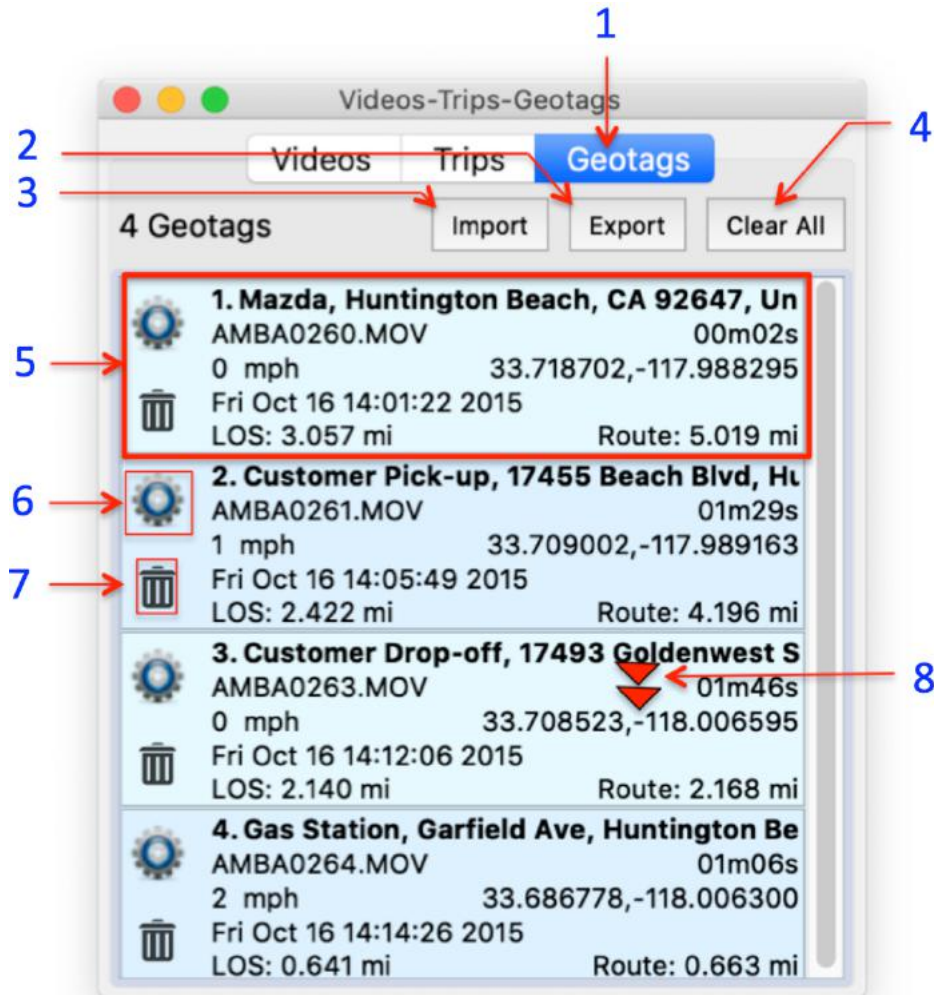 1
Videos-Trips-Geotags
4
2
Videos Trips Geotags
3
4 Geotags Import Export Clear All
1. Mazda, Huntington Beach, CA 92647, Un
AMBA0260.MOV 00m02s
5
0 mph 33.718702,-117.988295
Fri Oct 16 14:01:22 2015
LOS: 3.057 mi Route: 5.019 mi
2. Customer Pick-up, 17455 Beach Blvd, Hu
6
AMBA0261.MOV 01m29s
1 mph 33.709002,-117.989163
7
Fri Oct 16 14:05:49 2015
LOS: 2.422 mi Route: 4.196 mi
3. Customer Drop-off, 17493 Goldenwest S
8
AMBA0263.MOV 01m46s
0 mph 33.708523,-118.006595
Fri Oct 16 14:12:06 2015
LOS: 2.140 mi Route: 2.168 mi
4. Gas Station, Garfield Ave, Huntington Be
AMBA0264.MOV 01m06s
2 mph 33.686778,-118.006300
Fri Oct 16 14:14:26 2015
LOS: 0.641 mi Route: 0.663 mi